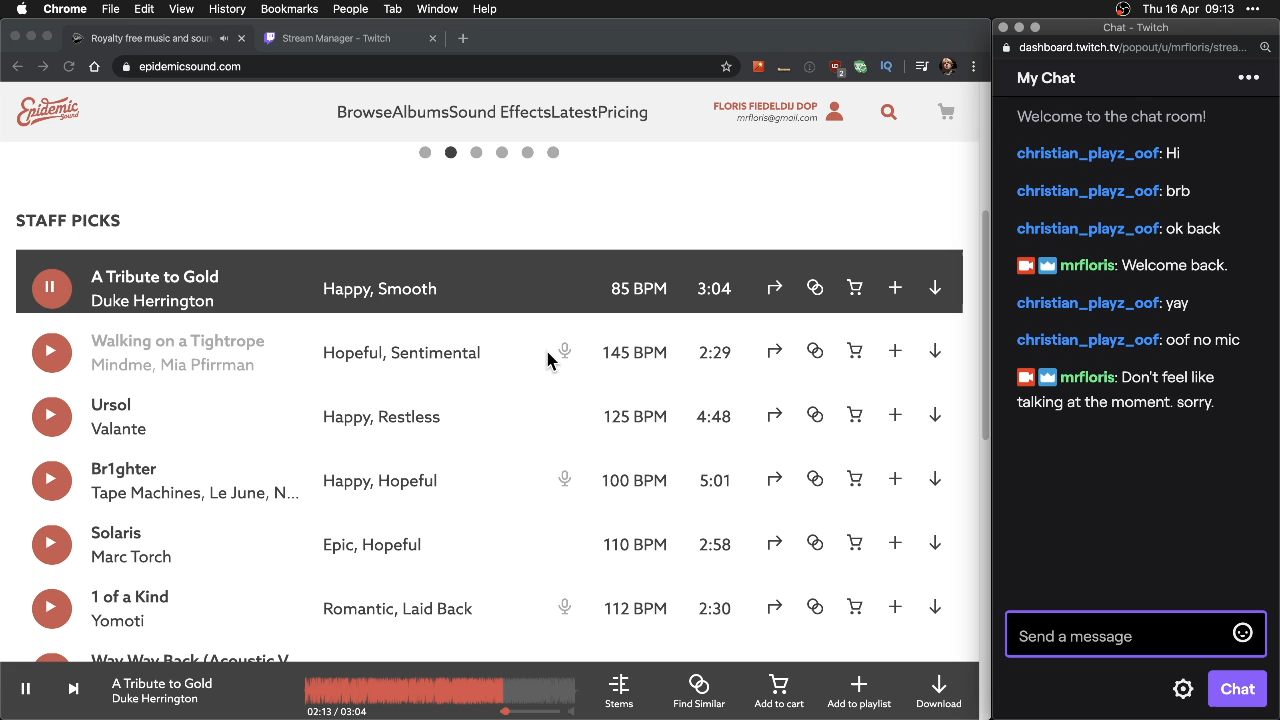 Chrome File Edit View History Bookmarks People Tab Window Help Thu 16 Apr 09:13
Royalty free music and soun
Stream Manager - Twitch
epidemicsound.com
2
IQ
Epidemic Sound
Browse Albums Sound Effects Latest Pricing
FLORIS FIEDELDIJ DOP
mrfloris@gmail.com
STAFF PICKS
A Tribute to Gold
Duke Herrington
Happy, Smooth 85 BPM 3:04
Walking on a Tightrope
Mindme, Mia Pfirrman
Hopeful, Sentimental 145 BPM 2:29
Ursol
Valante
Happy, Restless 125 BPM 4:48
Br1ghter
Tape Machines, Le June, N...
Happy, Hopeful 100 BPM 5:01
Solaris
Marc Torch
Epic, Hopeful 110 BPM 2:58
1 of a Kind
Yomoti
Romantic, Laid Back 112 BPM 2:30
Way Way Back (Acoustic V
A Tribute to Gold
Duke Herrington
02:13 / 03:04
Stems
Find Similar
Add to cart
Add to playlist
Download
Chat - Twitch
dashboard.twitch.tv/popout/u/mrfloris/strea...
My Chat
Welcome to the chat room!
christian_playz_oof: Hi
christian_playz_oof: brb
christian_playz_oof: ok back
mrfloris: Welcome back.
christian_playz_oof: yay
christian_playz_oof: oof no mic
mrfloris: Don't feel like
talking at the moment. sorry.
Send a message
Chat